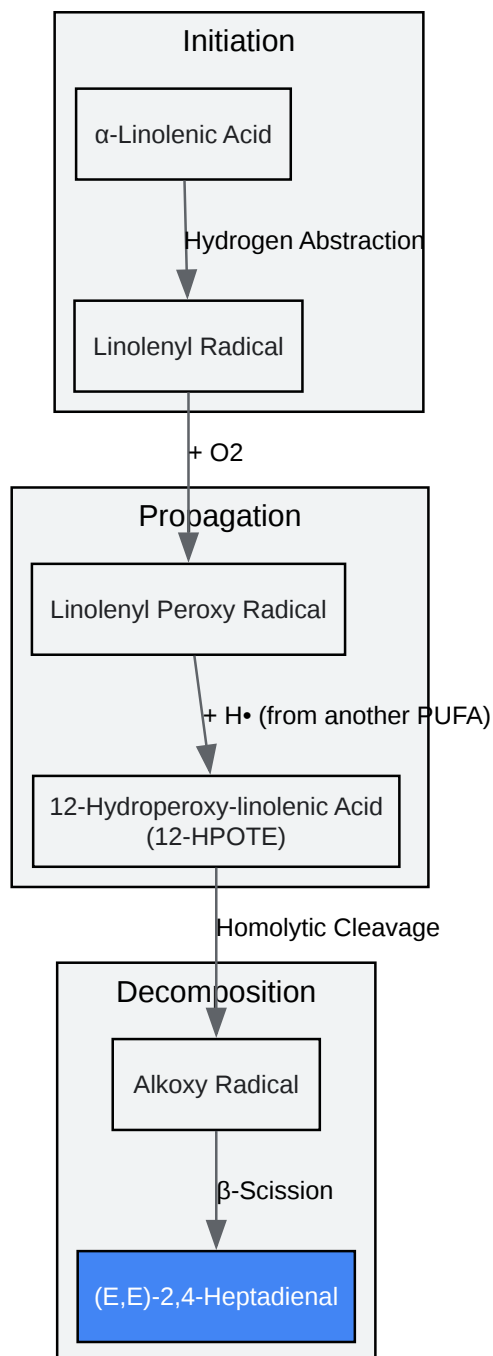 Initiation
α-Linolenic Acid
Hydrogen Abstraction
Linolenyl Radical
+ O2
Propagation
Linolenyl Peroxy Radical
+ H• (from another PUFA)
12-Hydroperoxy-linolenic Acid
(12-HPOTE)
Homolytic Cleavage
Decomposition
Alkoxy Radical
β-Scission
(E,E)-2,4-Heptadienal